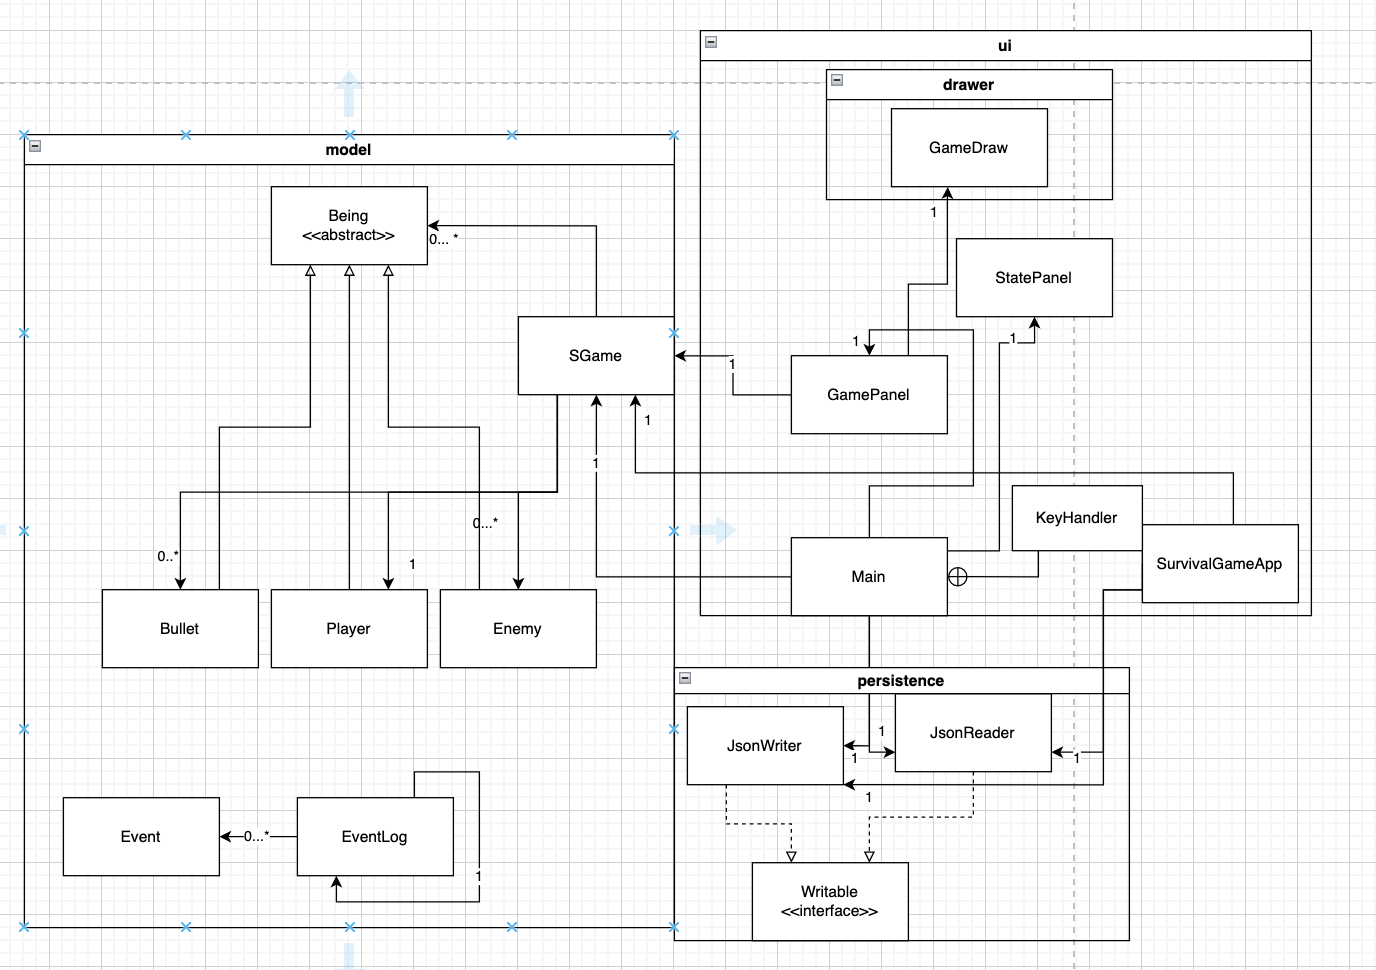 ui
drawer
GameDraw
1
model
Being
<<abstract>>
0... *
StatePanel
1
1
SGame
1
GamePanel
1
1
0...*
KeyHandler
0..*
1
SurvivalGameApp
Main
Bullet
Player
Enemy
persistence
JsonWriter
1
JsonReader
1
1
1
Event
0...*
EventLog
1
Writable
<<interface>>